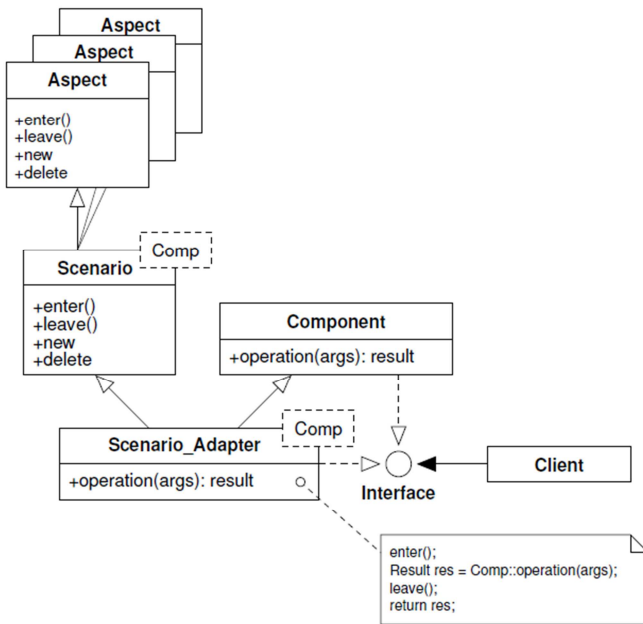 Aspect
Aspect
Aspect
+enter()
+leave()
+new
+delete
Comp
Scenario
+enter()
+leave()
+new
+delete
Component
+operation(args): result
Comp
Scenario_Adapter
+operation(args): result
Interface
Client
enter();
Result res = Comp::operation(args);
leave();
return res;